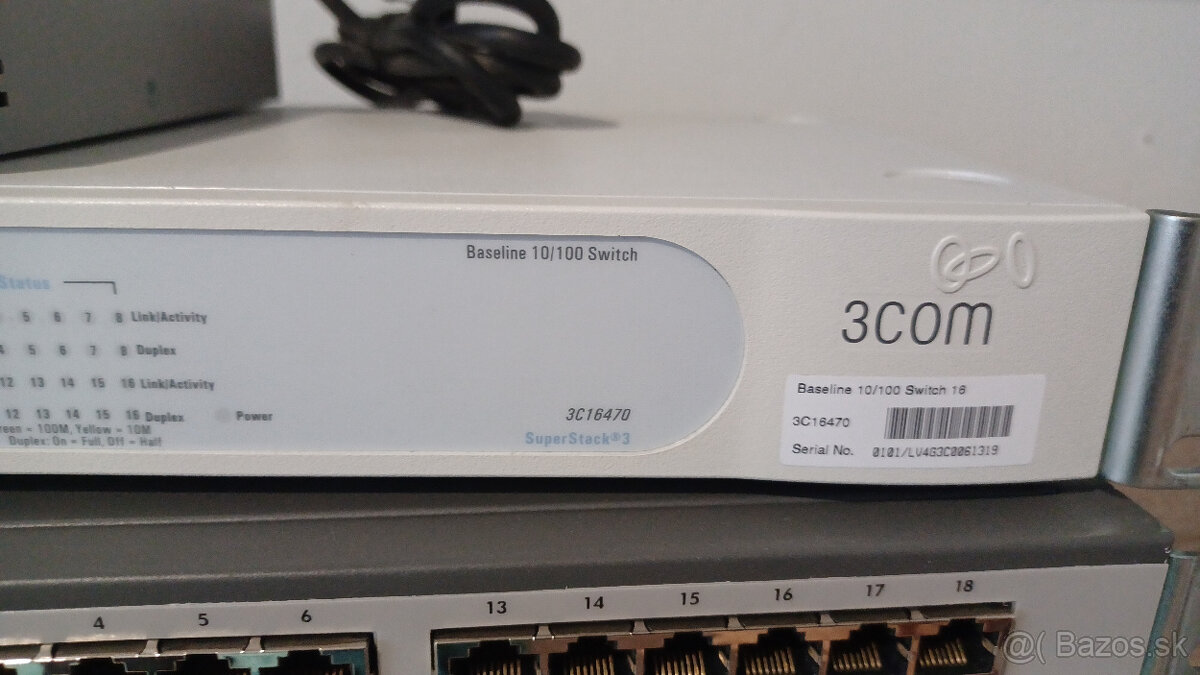 Baseline 10/100 Switch
Status
5 6 7 8 Link/Activity
4 5 6 7 8 Duplex
12 13 14 15 16 Link/Activity
12 13 14 15 16 Duplex Power
Green = 100M, Yellow = 10M
Duplex: On = Full, Off = Half
3C16470
SuperStack®3
3COM
Baseline 10/100 Switch 16
3C16470
Serial No. 0101/LV4G3C0061319
4 5 6 13 14 15 16 17 18
@( Bazos.sk